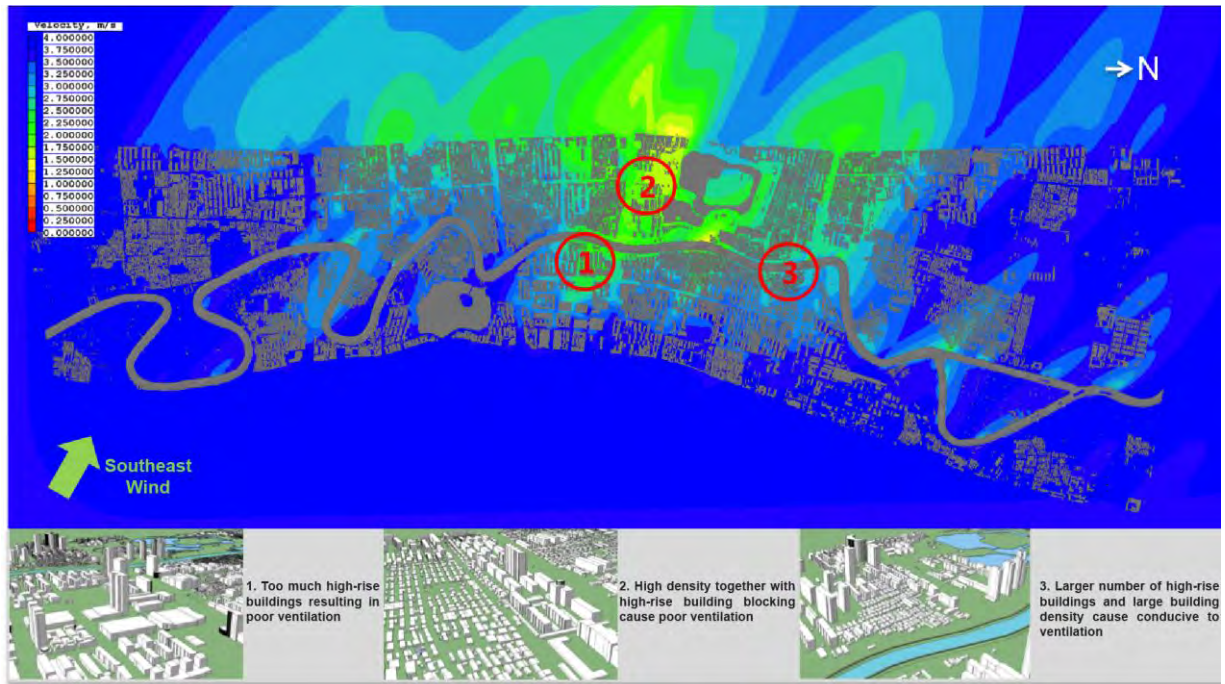 velocity, m/s
4.000000
3.750000
3.500000
3.250000
3.000000
2.750000
2.500000
2.000000
1.750000
1.500000
1.250000
1.000000
0.750000
0.500000
0.250000
0.000000
N
2
1
3
Southeast
Wind
1. Too much high-rise
buildings resulting in
poor ventilation
2. High density together with
high-rise building blocking
cause poor ventilation
3. Larger number of high-rise
buildings and large building
density cause conducive to
ventilation